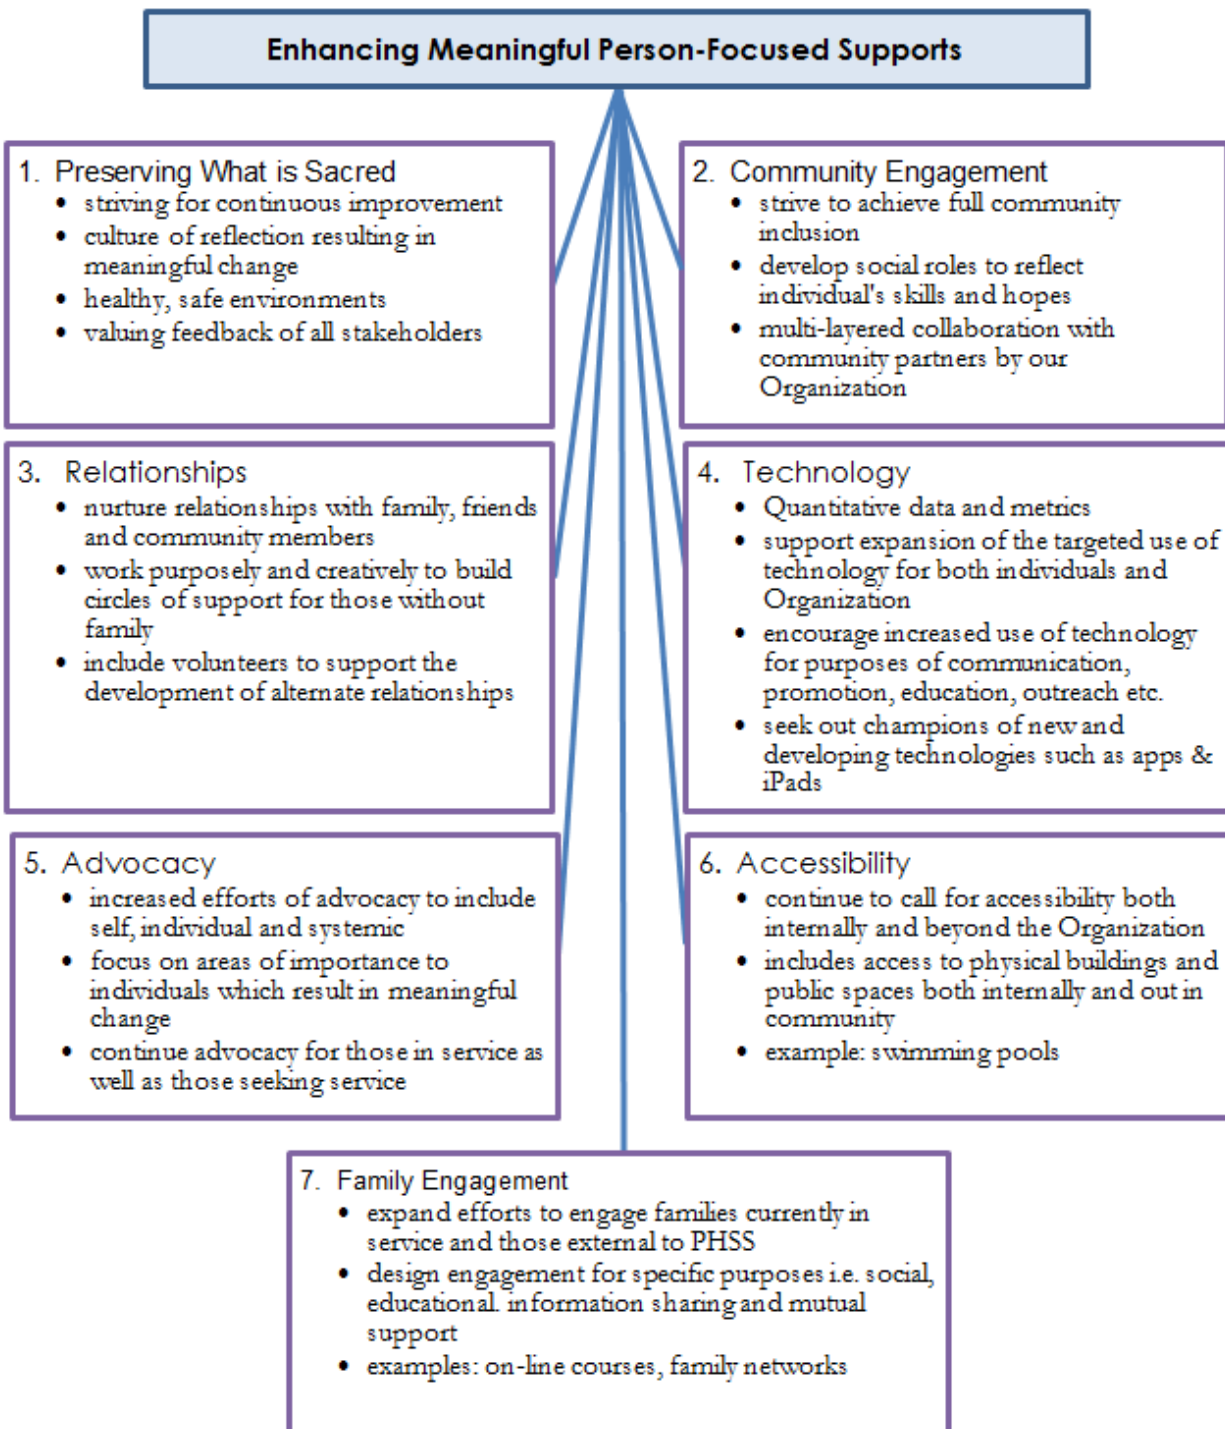 Enhancing Meaningful Person-Focused Supports
1. Preserving What is Sacred
• striving for continuous improvement
• culture of reflection resulting in
meaningful change
• healthy, safe environments
• valuing feedback of all stakeholders
2. Community Engagement
• strive to achieve full community
inclusion
• develop social roles to reflect
individual's skills and hopes
• multi-layered collaboration with
community partners by our
Organization
3. Relationships
• nurture relationships with family, friends
and community members
• work purposely and creatively to build
circles of support for those without
family
• include volunteers to support the
development of alternate relationships
4. Technology
• Quantitative data and metrics
• support expansion of the targeted use of
technology for both individuals and
Organization
• encourage increased use of technology
for purposes of communication,
promotion, education, outreach etc.
• seek out champions of new and
developing technologies such as apps &
iPads
5. Advocacy
• increased efforts of advocacy to include
self, individual and systemic
• focus on areas of importance to
individuals which result in meaningful
change
• continue advocacy for those in service as
well as those seeking service
6. Accessibility
• continue to call for accessibility both
internally and beyond the Organization
• includes access to physical buildings and
public spaces both internally and out in
community
• example: swimming pools
7. Family Engagement
• expand efforts to engage families currently in
service and those external to PHSS
• design engagement for specific purposes i.e. social,
educational. information sharing and mutual
support
• examples: on-line courses, family networks